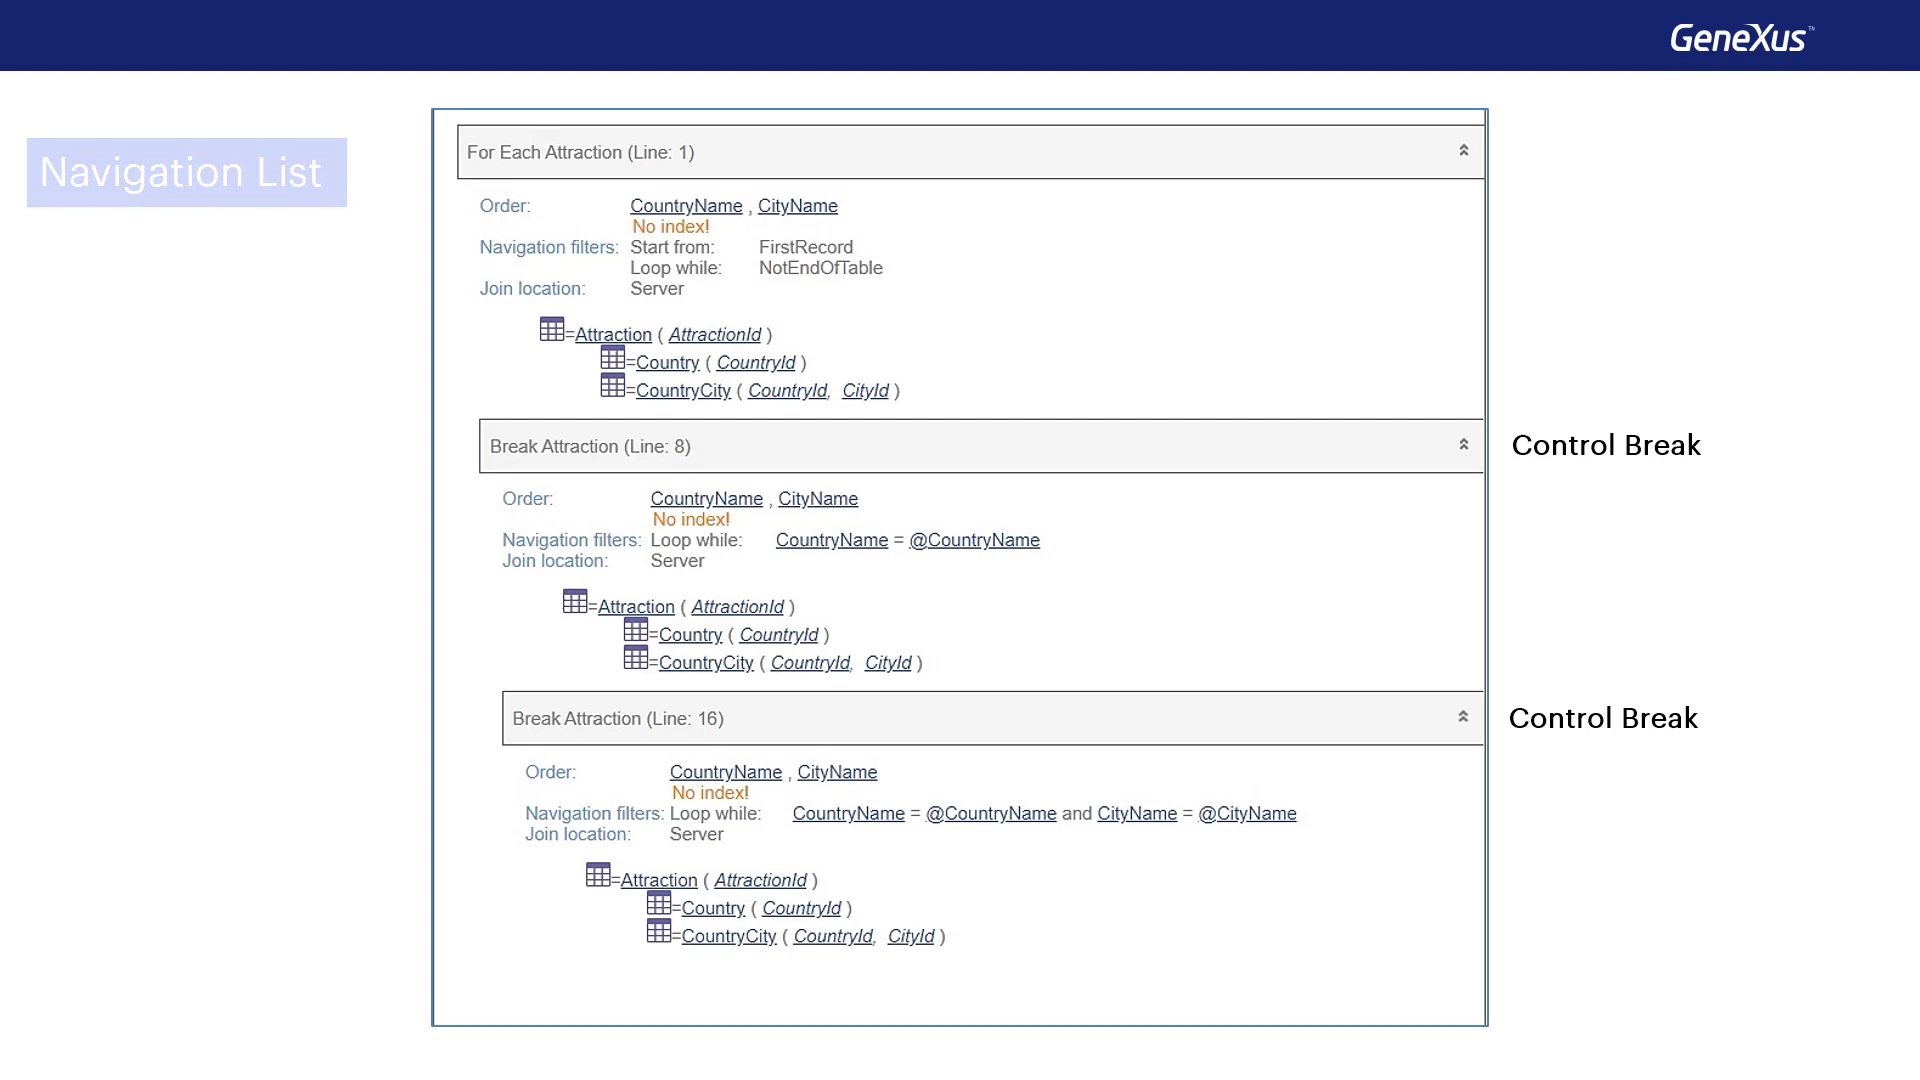 GeneXus™
Navigation List
For Each Attraction (Line: 1)
Order: CountryName , CityName
No index!
Navigation filters: Start from: FirstRecord
Loop while: NotEndOfTable
Join location: Server
=Attraction ( AttractionId )
=Country ( CountryId )
=CountryCity ( CountryId, CityId )
Break Attraction (Line: 8)
Control Break
Order: CountryName , CityName
No index!
Navigation filters: Loop while: CountryName = @CountryName
Join location: Server
=Attraction ( AttractionId )
=Country ( CountryId )
=CountryCity ( CountryId, CityId )
Break Attraction (Line: 16)
Control Break
Order: CountryName , CityName
No index!
Navigation filters: Loop while: CountryName = @CountryName and CityName = @CityName
Join location: Server
=Attraction ( AttractionId )
=Country ( CountryId )
=CountryCity ( CountryId, CityId )